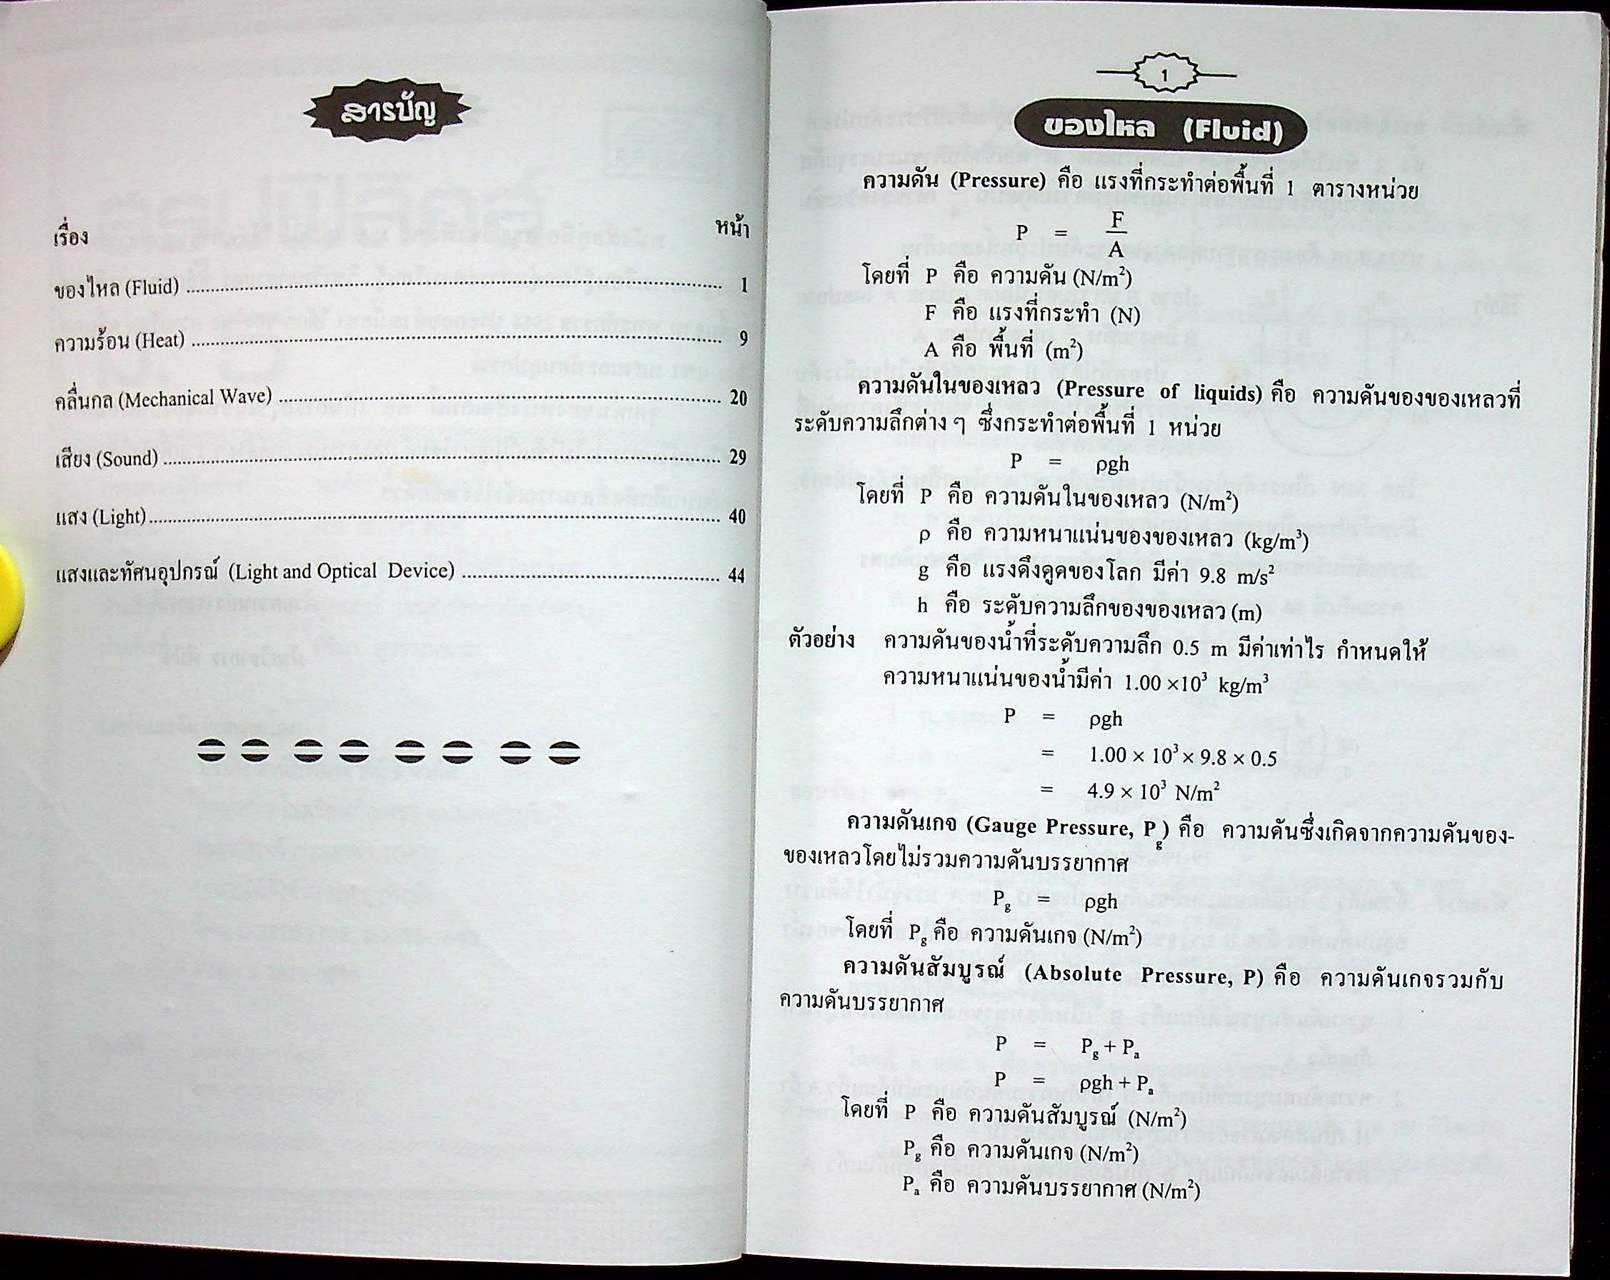 สารบัญ
เรื่อง หน้า
ของไหล (Fluid) ........ 1
ความร้อน (Heat) ........ 9
คลื่นกล (Mechanical Wave) ........ 20
เสียง (Sound) ........ 29
แสง (Light) ........ 40
แสงและทัศนอุปกรณ์ (Light and Optical Device) ........ 44
1
ของไหล (Fluid)
ความดัน (Pressure) คือ แรงที่กระทำต่อพื้นที่ 1 ตารางหน่วย
P = F/A
โดยที่ P คือ ความดัน (N/m²)
F คือ แรงที่กระทำ (N)
A คือ พื้นที่ (m²)
ความดันในของเหลว (Pressure of liquids) คือ ความดันของของเหลวที่
ระดับความลึกต่าง ๆ ซึ่งกระทำต่อพื้นที่ 1 หน่วย
P = ρgh
โดยที่ P คือ ความดันในของเหลว (N/m²)
ρ คือ ความหนาแน่นของของเหลว (kg/m³)
g คือ แรงดึงดูดของโลก มีค่า 9.8 m/s²
h คือ ระดับความลึกของของเหลว (m)
ตัวอย่าง ความดันของน้ำที่ระดับความลึก 0.5 m มีค่าเท่าไร กำหนดให้
ความหนาแน่นของน้ำมีค่า 1.00 ×10³ kg/m³
P = ρgh
= 1.00 × 10³ × 9.8 × 0.5
= 4.9 × 10³ N/m²
ความดันเกจ (Gauge Pressure, Pg) คือ ความดันซึ่งเกิดจากความดันของ-
ของเหลวโดยไม่รวมความดันบรรยากาศ
Pg = ρgh
โดยที่ Pg คือ ความดันเกจ (N/m²)
ความดันสัมบูรณ์ (Absolute Pressure, P) คือ ความดันเกจรวมกับ
ความดันบรรยากาศ
P = Pg + Pa
P = ρgh + Pa
โดยที่ P คือ ความดันสัมบูรณ์ (N/m²)
Pg คือ ความดันเกจ (N/m²)
Pa คือ ความดันบรรยากาศ (N/m²)